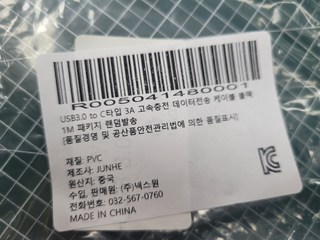 R005041480001
USB3.0 to C타입 3A 고속충전 데이터전송 케이블 블랙
1M 패키지 랜덤발송
[품질경영 및 공산품안전관리법에 의한 품질표시]
재질: PVC
제조사: JUNHE
원산지: 중국
수입, 판매원: (주)넥스원
전화번호: 032-567-0760
MADE IN CHINA